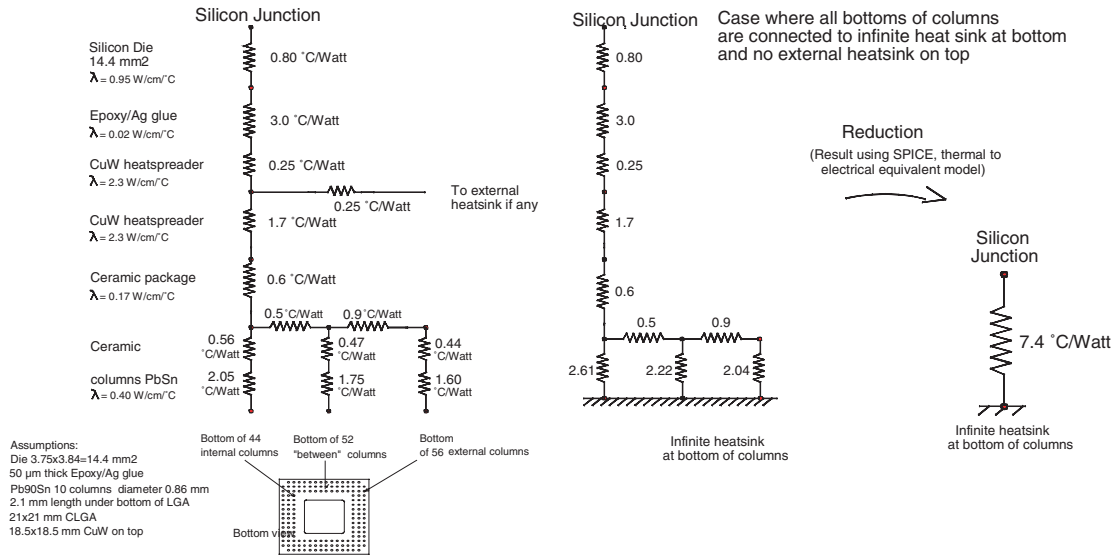 Silicon Junction
Silicon Die
14.4 mm2
λ = 0.95 W/cm/˚C
0.80 ˚C/Watt
Epoxy/Ag glue
λ = 0.02 W/cm/˚C
3.0 ˚C/Watt
CuW heatspreader
λ = 2.3 W/cm/˚C
0.25 ˚C/Watt
0.25 ˚C/Watt
To external
heatsink if any
CuW heatspreader
λ = 2.3 W/cm/˚C
1.7 ˚C/Watt
Ceramic package
λ = 0.17 W/cm/˚C
0.6 ˚C/Watt
0.5 ˚C/Watt
0.9 ˚C/Watt
Ceramic
0.56
˚C/Watt
0.47
˚C/Watt
0.44
˚C/Watt
columns PbSn
λ = 0.40 W/cm/˚C
2.05
˚C/Watt
1.75
˚C/Watt
1.60
˚C/Watt
Assumptions:
Die 3.75x3.84=14.4 mm2
50 µm thick Epoxy/Ag glue
Pb90Sn 10 columns diameter 0.86 mm
2.1 mm length under bottom of LGA
21x21 mm CLGA
18.5x18.5 mm CuW on top
Bottom of 44
internal columns
Bottom of 52
"between" columns
Bottom
of 56 external columns
Bottom view
Silicon Junction
0.80
3.0
0.25
1.7
0.6
0.5
0.9
2.61
2.22
2.04
Infinite heatsink
at bottom of columns
Case where all bottoms of columns
are connected to infinite heat sink at bottom
and no external heatsink on top
Reduction
(Result using SPICE, thermal to
electrical equivalent model)
Silicon
Junction
7.4 ˚C/Watt
Infinite heatsink
at bottom of columns